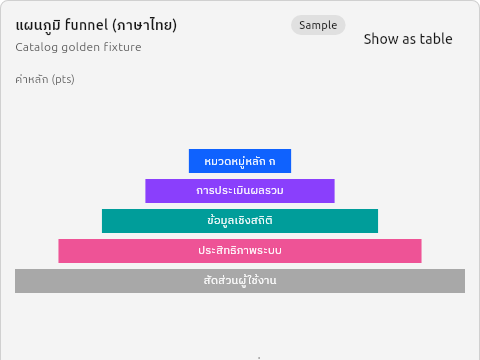 แผนภูมิ funnel (ภาษาไทย)
Sample
Show as table
Catalog golden fixture
ค่าหลัก (pts)
หมวดหมู่หลัก ก
การประเมินผลรวม
ข้อมูลเชิงสถิติ
ประสิทธิภาพระบบ
สัดส่วนผู้ใช้งาน